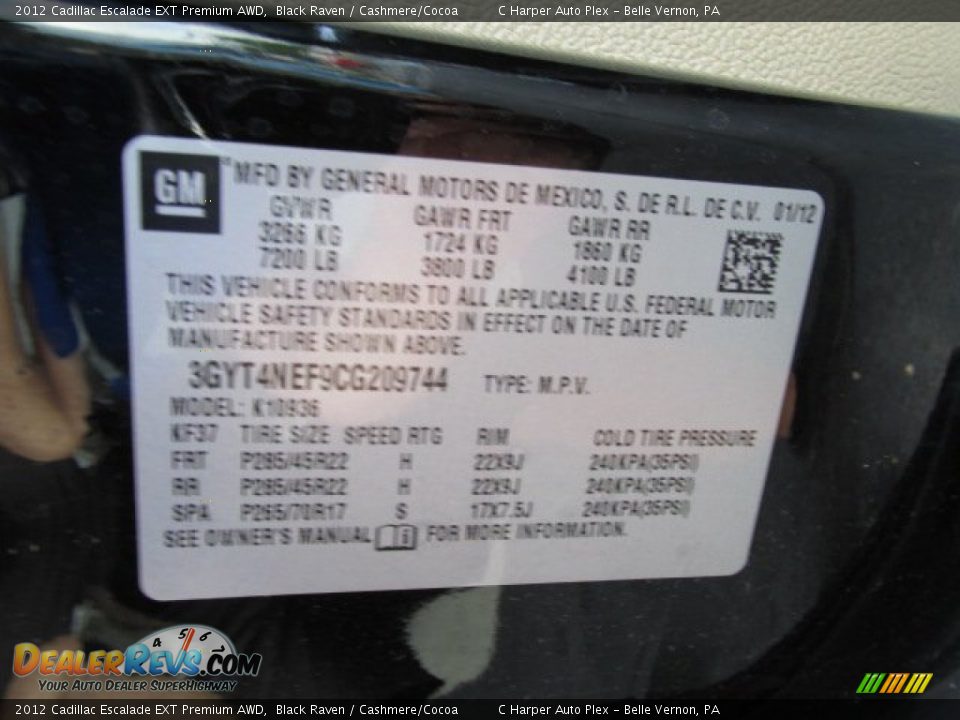 2012 Cadillac Escalade EXT Premium AWD, Black Raven / Cashmere/Cocoa C Harper Auto Plex - Belle Vernon, PA
GM MFD BY GENERAL MOTORS DE MEXICO, S. DE R.L. DE C.V. 01/12
GVWR GAWR FRT GAWR RR
3266 KG 1724 KG 1860 KG
7200 LB 3800 LB 4100 LB
THIS VEHICLE CONFORMS TO ALL APPLICABLE U.S. FEDERAL MOTOR
VEHICLE SAFETY STANDARDS IN EFFECT ON THE DATE OF
MANUFACTURE SHOWN ABOVE.
3GYT4NEF9CG209744 TYPE: M.P.V.
MODEL: K10936
KF37 TIRE SIZE SPEED RTG RIM COLD TIRE PRESSURE
FRT P285/45R22 H 22X9J 240KPA(35PSI)
RR P285/45R22 H 22X9J 240KPA(35PSI)
SPA P265/70R17 S 17X7.5J 240KPA(35PSI)
SEE OWNER'S MANUAL FOR MORE INFORMATION.
4 5 6
DEALERREVS.COM
YOUR AUTO DEALER SUPERHIGHWAY
2012 Cadillac Escalade EXT Premium AWD, Black Raven / Cashmere/Cocoa C Harper Auto Plex - Belle Vernon, PA